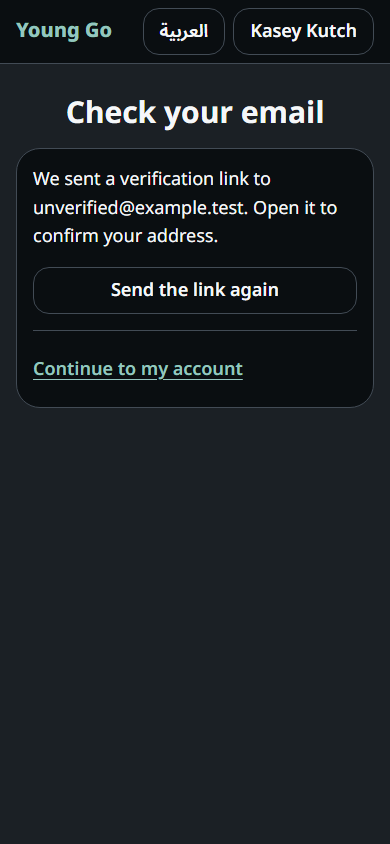 Young Go
العربية
Kasey Kutch
Check your email
We sent a verification link to
unverified@example.test. Open it to
confirm your address.
Send the link again
Continue to my account